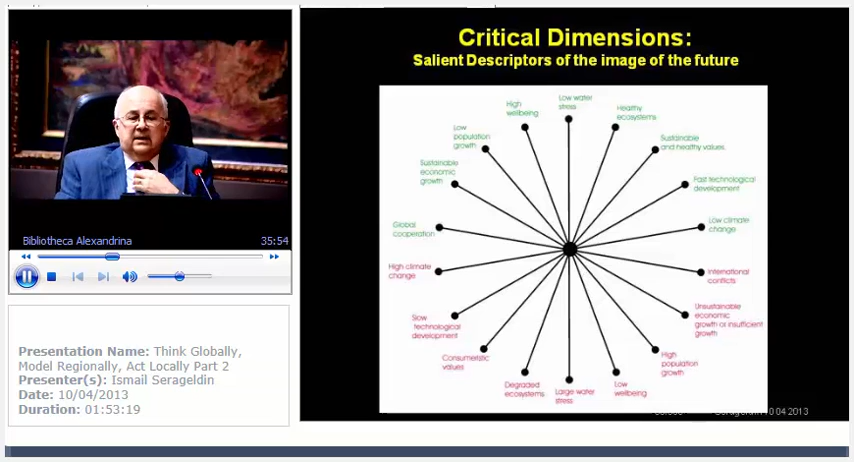 Bibliotheca Alexandrina 35:54
Presentation Name: Think Globally,
Model Regionally, Act Locally Part 2
Presenter(s): Ismail Serageldin
Date: 10/04/2013
Duration: 01:53:19
Critical Dimensions:
Salient Descriptors of the image of the future
Low water
stress
High
wellbeing
Healthy
ecosystems
Low
population
growth
Sustainable
and healthy values
Sustainable
economic
growth
Fast technological
development
Global
cooperation
Low climate
change
High climate
change
International
conflicts
Slow
technological
development
Unsustainable
economic
growth or insufficient
growth
Consumeristic
values
High
population
growth
Degraded
ecosystems
Large water
stress
Low
wellbeing
10 04 2013